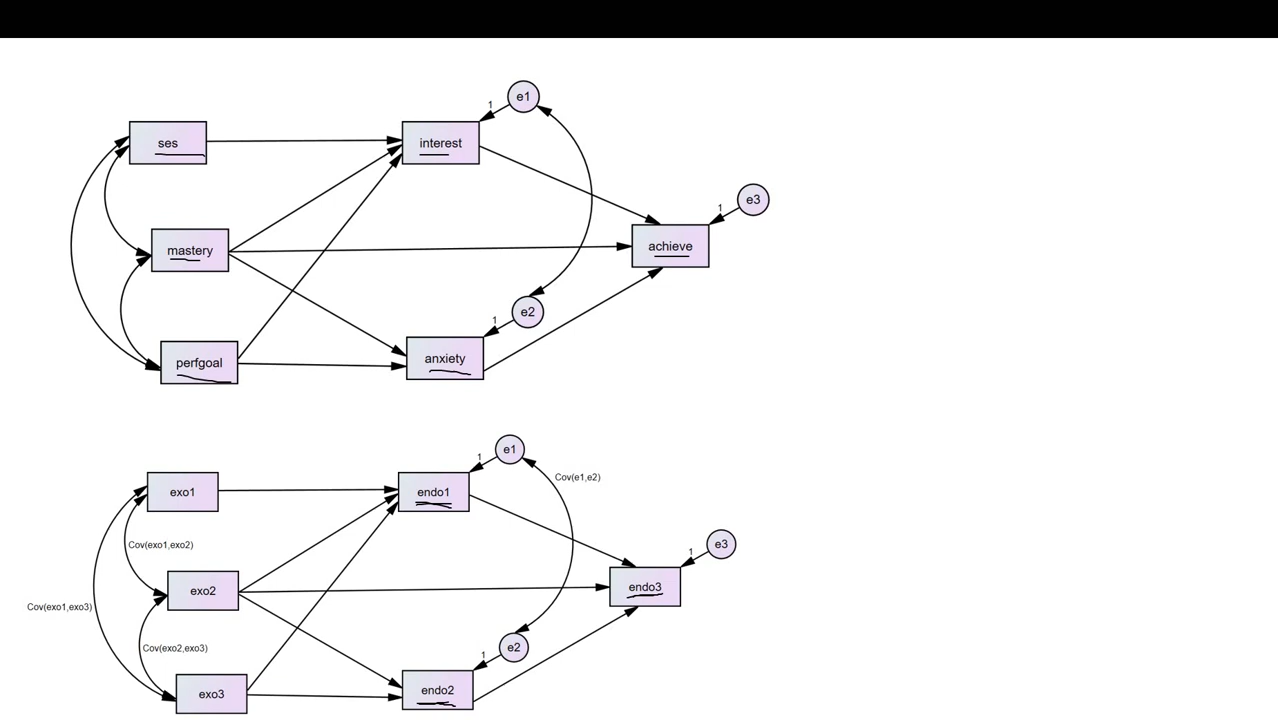 e1
1
ses
interest
e3
1
achieve
mastery
e2
1
anxiety
perfgoal
e1
1
Cov(e1,e2)
exo1
endo1
e3
1
Cov(exo1,exo2)
endo3
exo2
Cov(exo1,exo3)
e2
Cov(exo2,exo3)
1
endo2
exo3